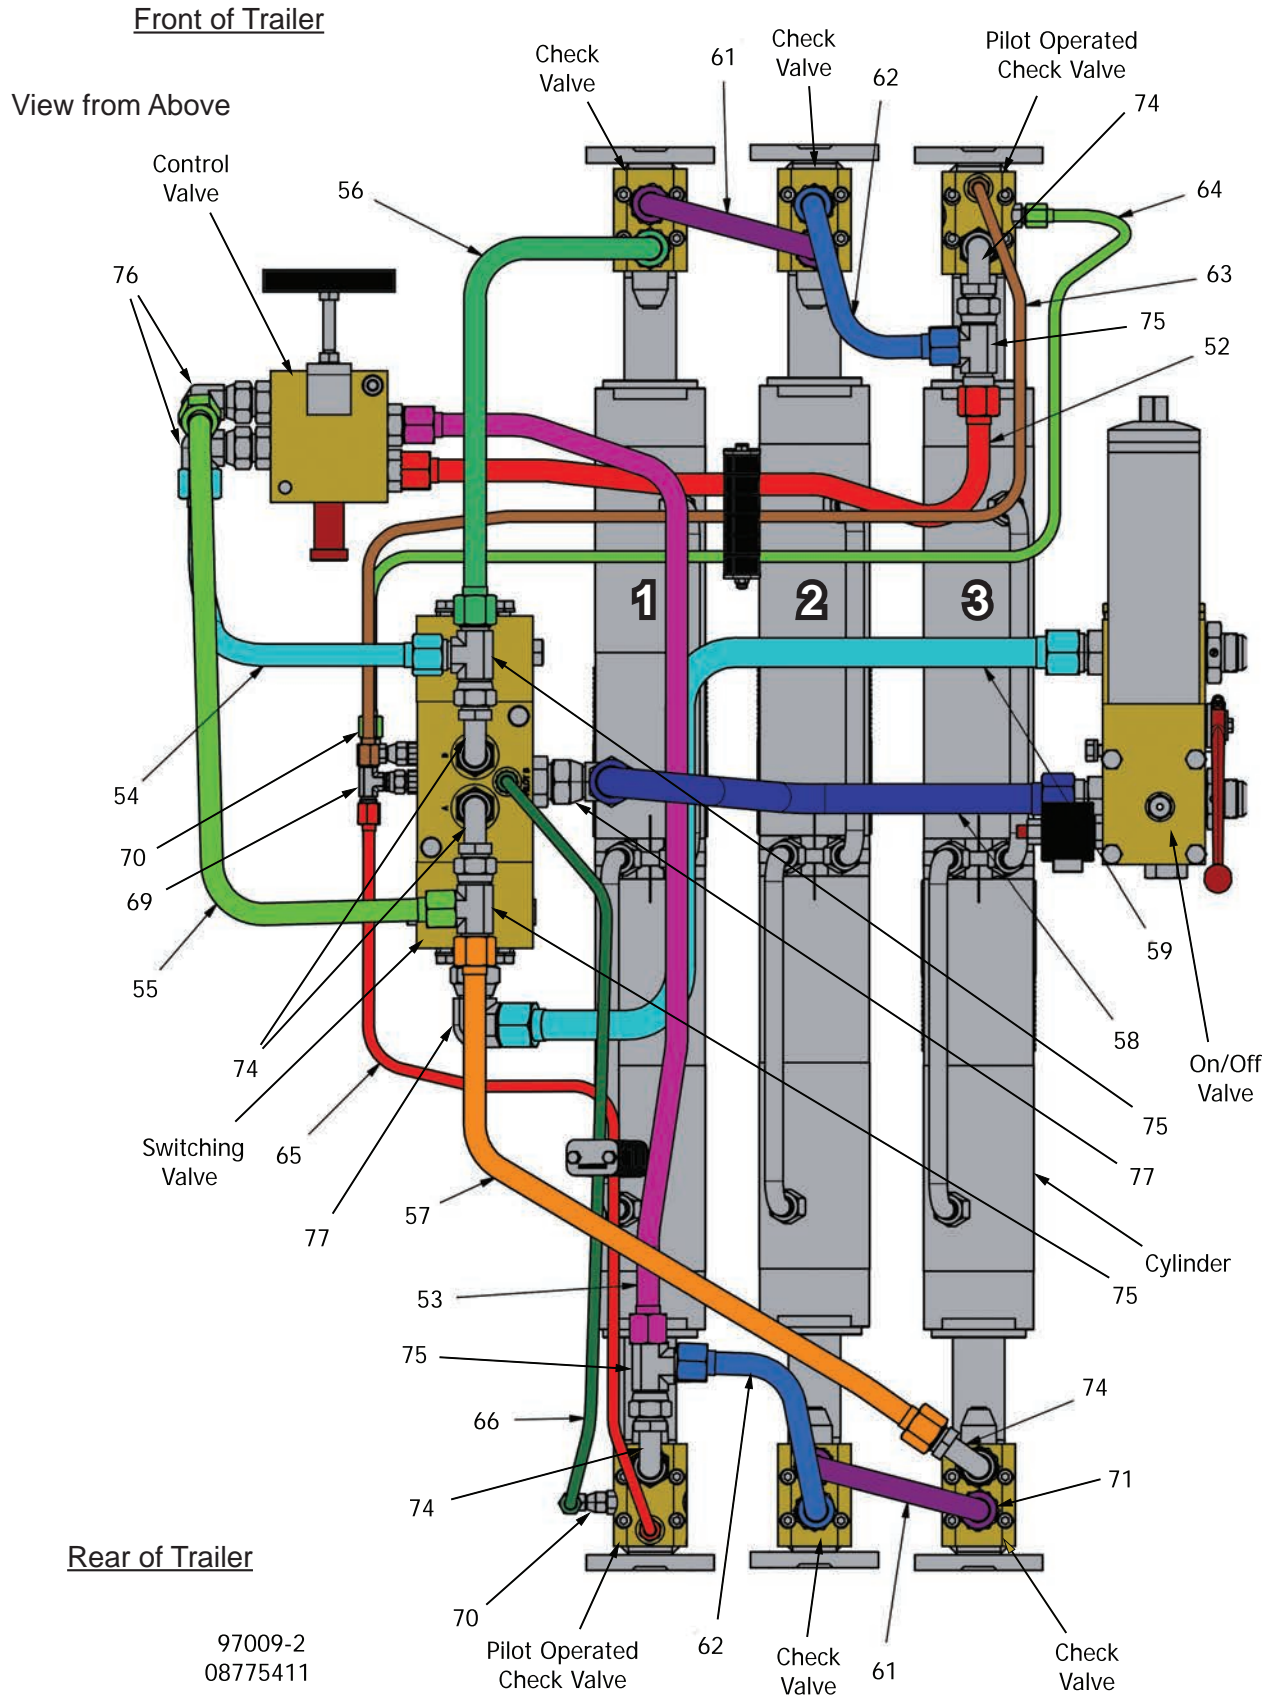 Front of Trailer
View from Above
Check
Valve
61
Check
Valve
62
Pilot Operated
Check Valve
74
Control
Valve
56
64
76
63
75
52
1
2
3
B
A
54
70
69
55
59
58
74
On/Off
Valve
Switching
Valve
65
75
77
57
77
Cylinder
53
75
75
74
66
71
74
Rear of Trailer
70
62
61
Pilot Operated
Check Valve
Check
Valve
Check
Valve
97009-2
08775411